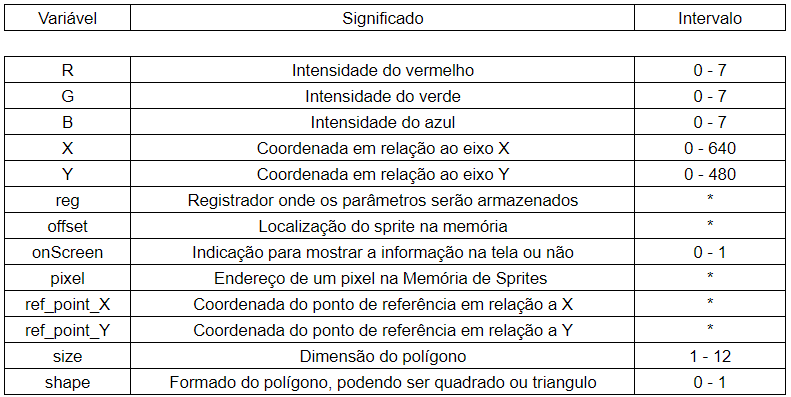 Variável Significado Intervalo
R Intensidade do vermelho 0 - 7
G Intensidade do verde 0 - 7
B Intensidade do azul 0 - 7
X Coordenada em relação ao eixo X 0 - 640
Y Coordenada em relação ao eixo Y 0 - 480
reg Registrador onde os parâmetros serão armazenados *
offset Localização do sprite na memória *
onScreen Indicação para mostrar a informação na tela ou não 0 - 1
pixel Endereço de um pixel na Memória de Sprites *
ref_point_X Coordenada do ponto de referência em relação a X *
ref_point_Y Coordenada do ponto de referência em relação a Y *
size Dimensão do polígono 1 - 12
shape Formado do polígono, podendo ser quadrado ou triangulo 0 - 1